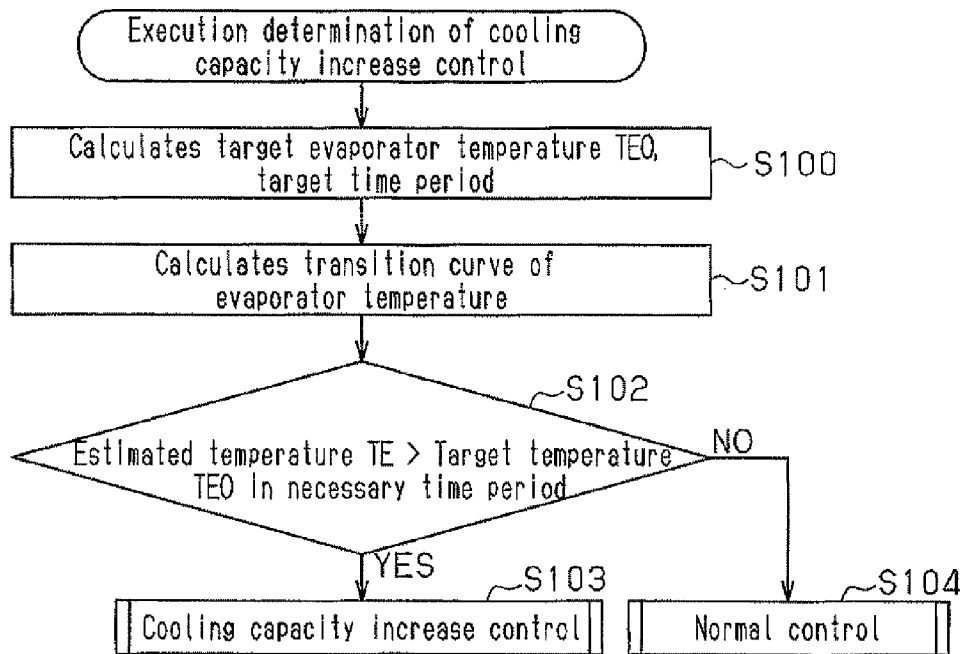 Execution determination of cooling
capacity increase control
Calculates target evaporator temperature TEO,
target time period
S100
Calculates transition curve of
evaporator temperature
S101
S102
Estimated temperature TE > Target temperature
TEO in necessary time period
NO
YES
S103
Cooling capacity increase control
S104
Normal control